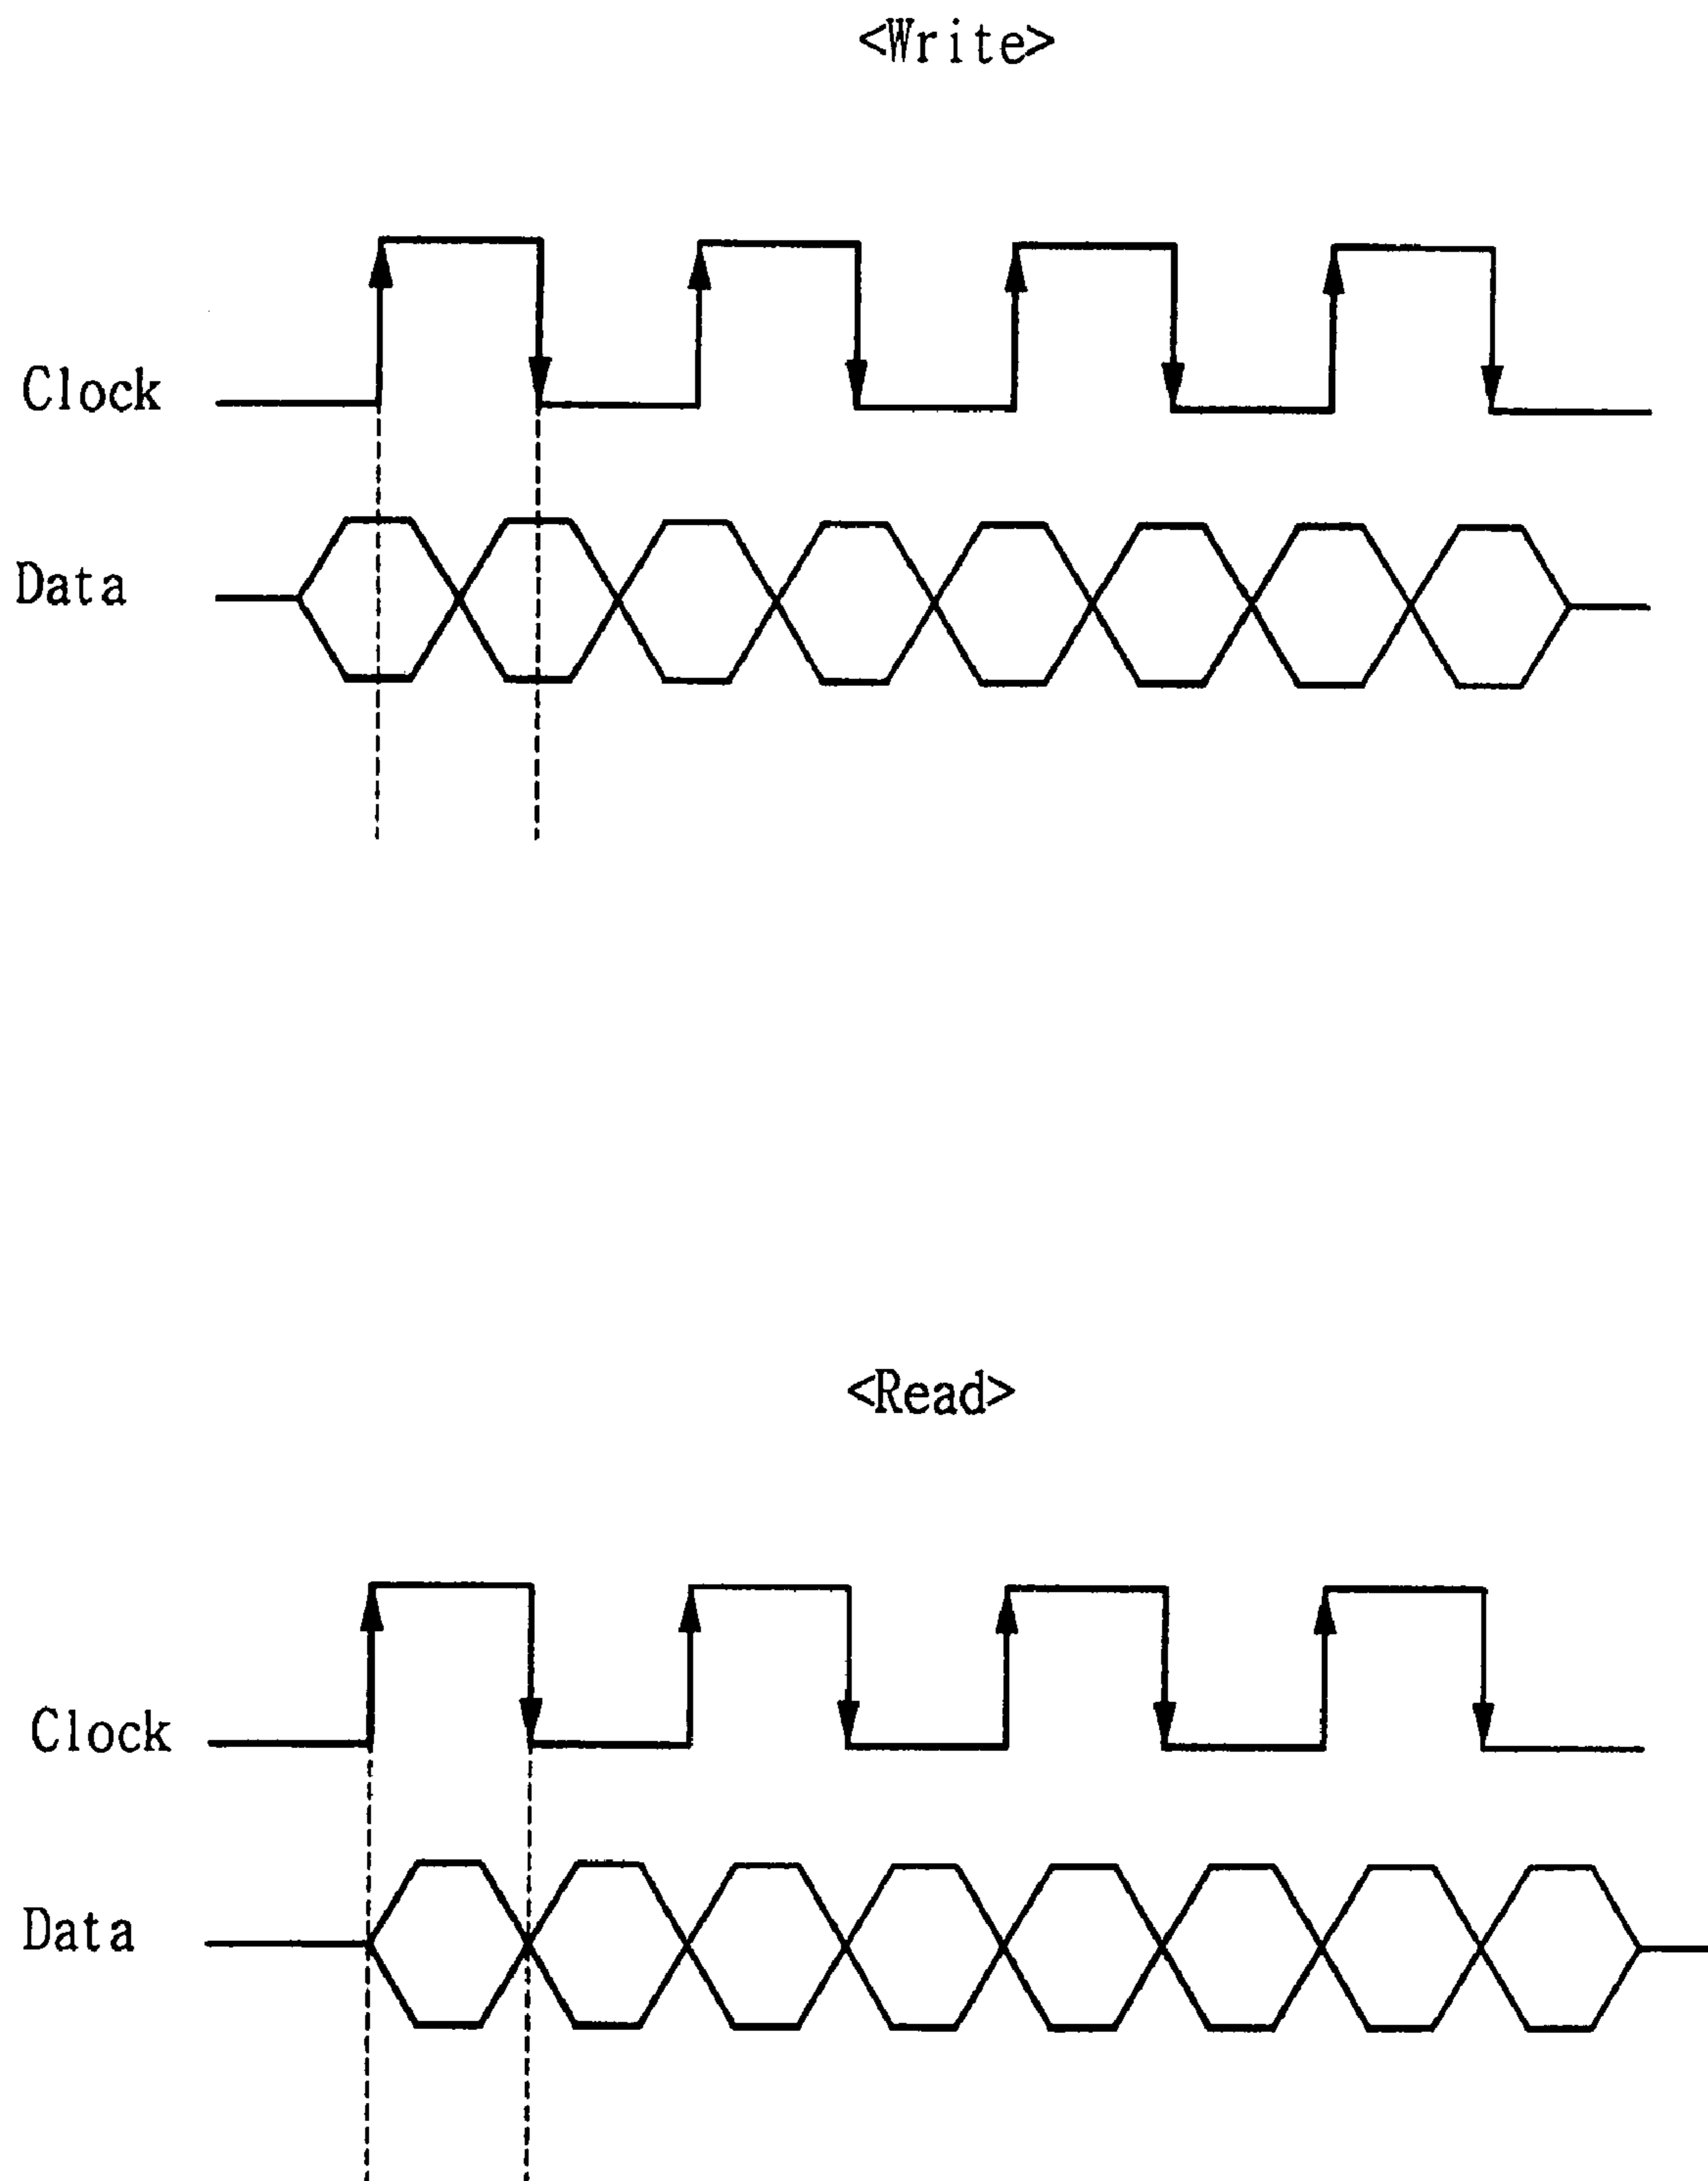 <Write>
Clock
Data
<Read>
Clock
Data